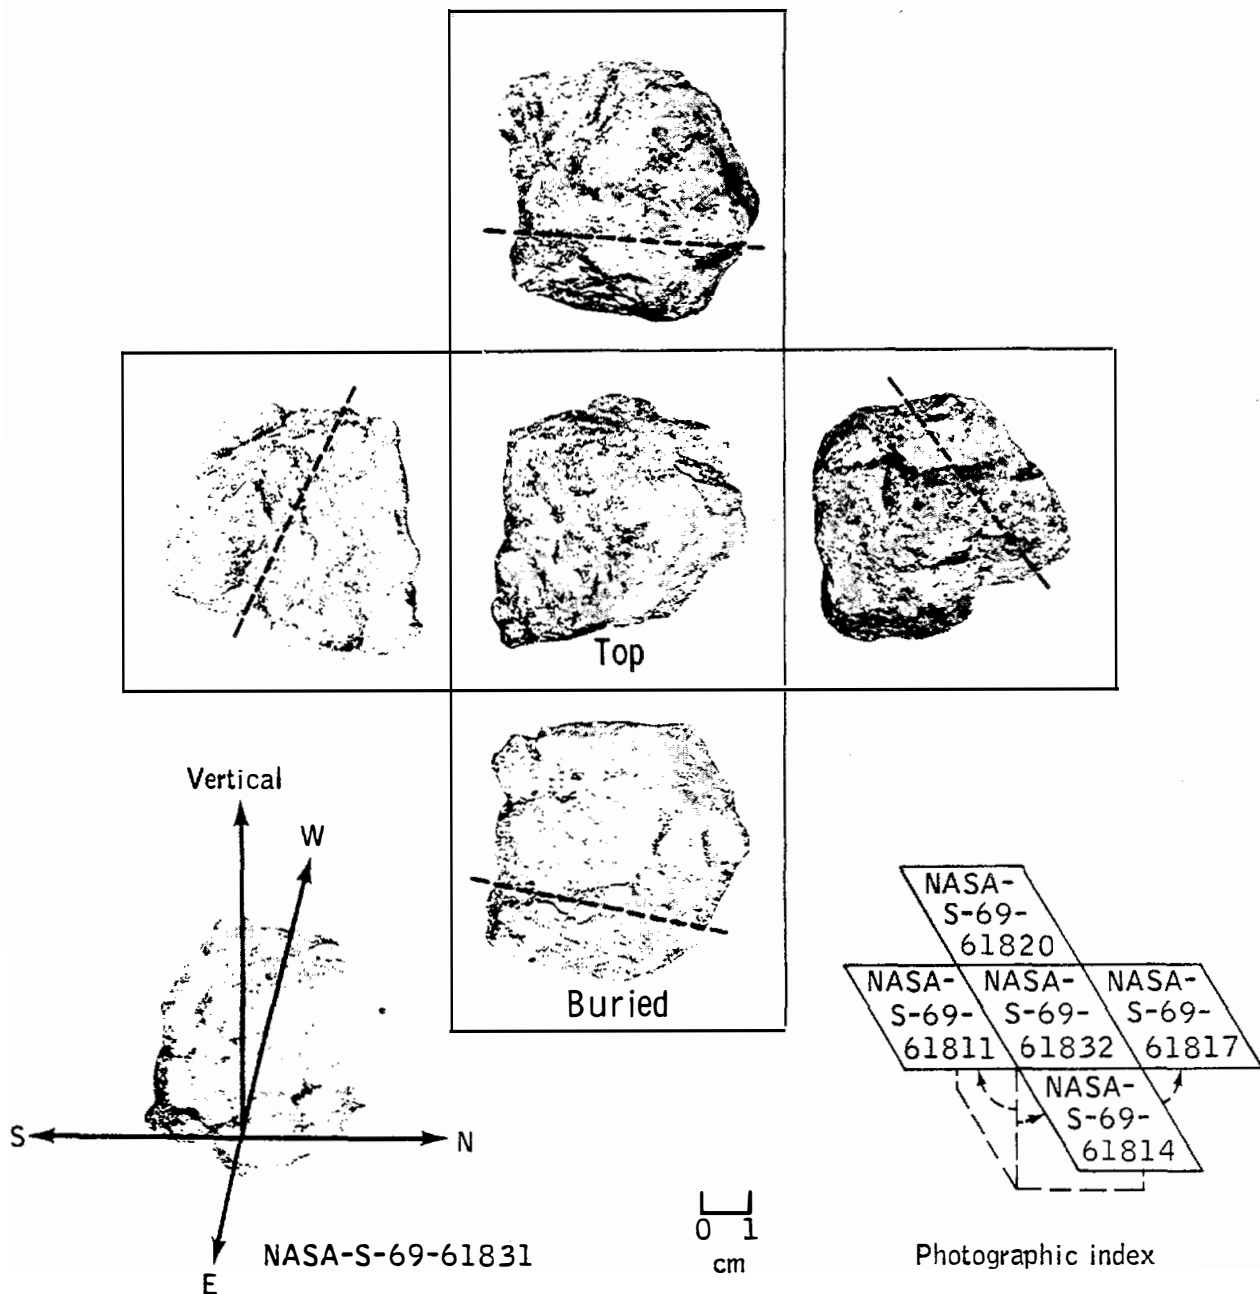 Top
Buried
Vertical
W
S
N
E
NASA-S-69-61831
0 1
cm
NASA-
S-69-
61820
NASA-
S-69-
61811
NASA-
S-69-
61832
NASA-
S-69-
61817
NASA-
S-69-
61814
Photographic index